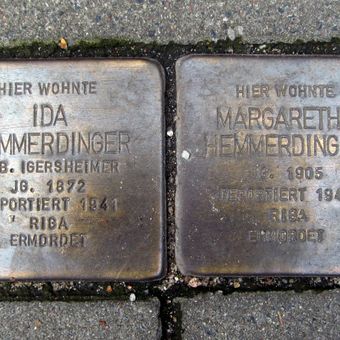 HIER WOHNTE
IDA
MMERDINGER
B. IGERSHEIMER
JG. 1872
PORTIERT 1941
RIGA
ERMORDET
HIER WOHNTE
MARGARETH
HEMMERDING
JG. 1905
DEPORTIERT 194
RIGA
ERMORDET